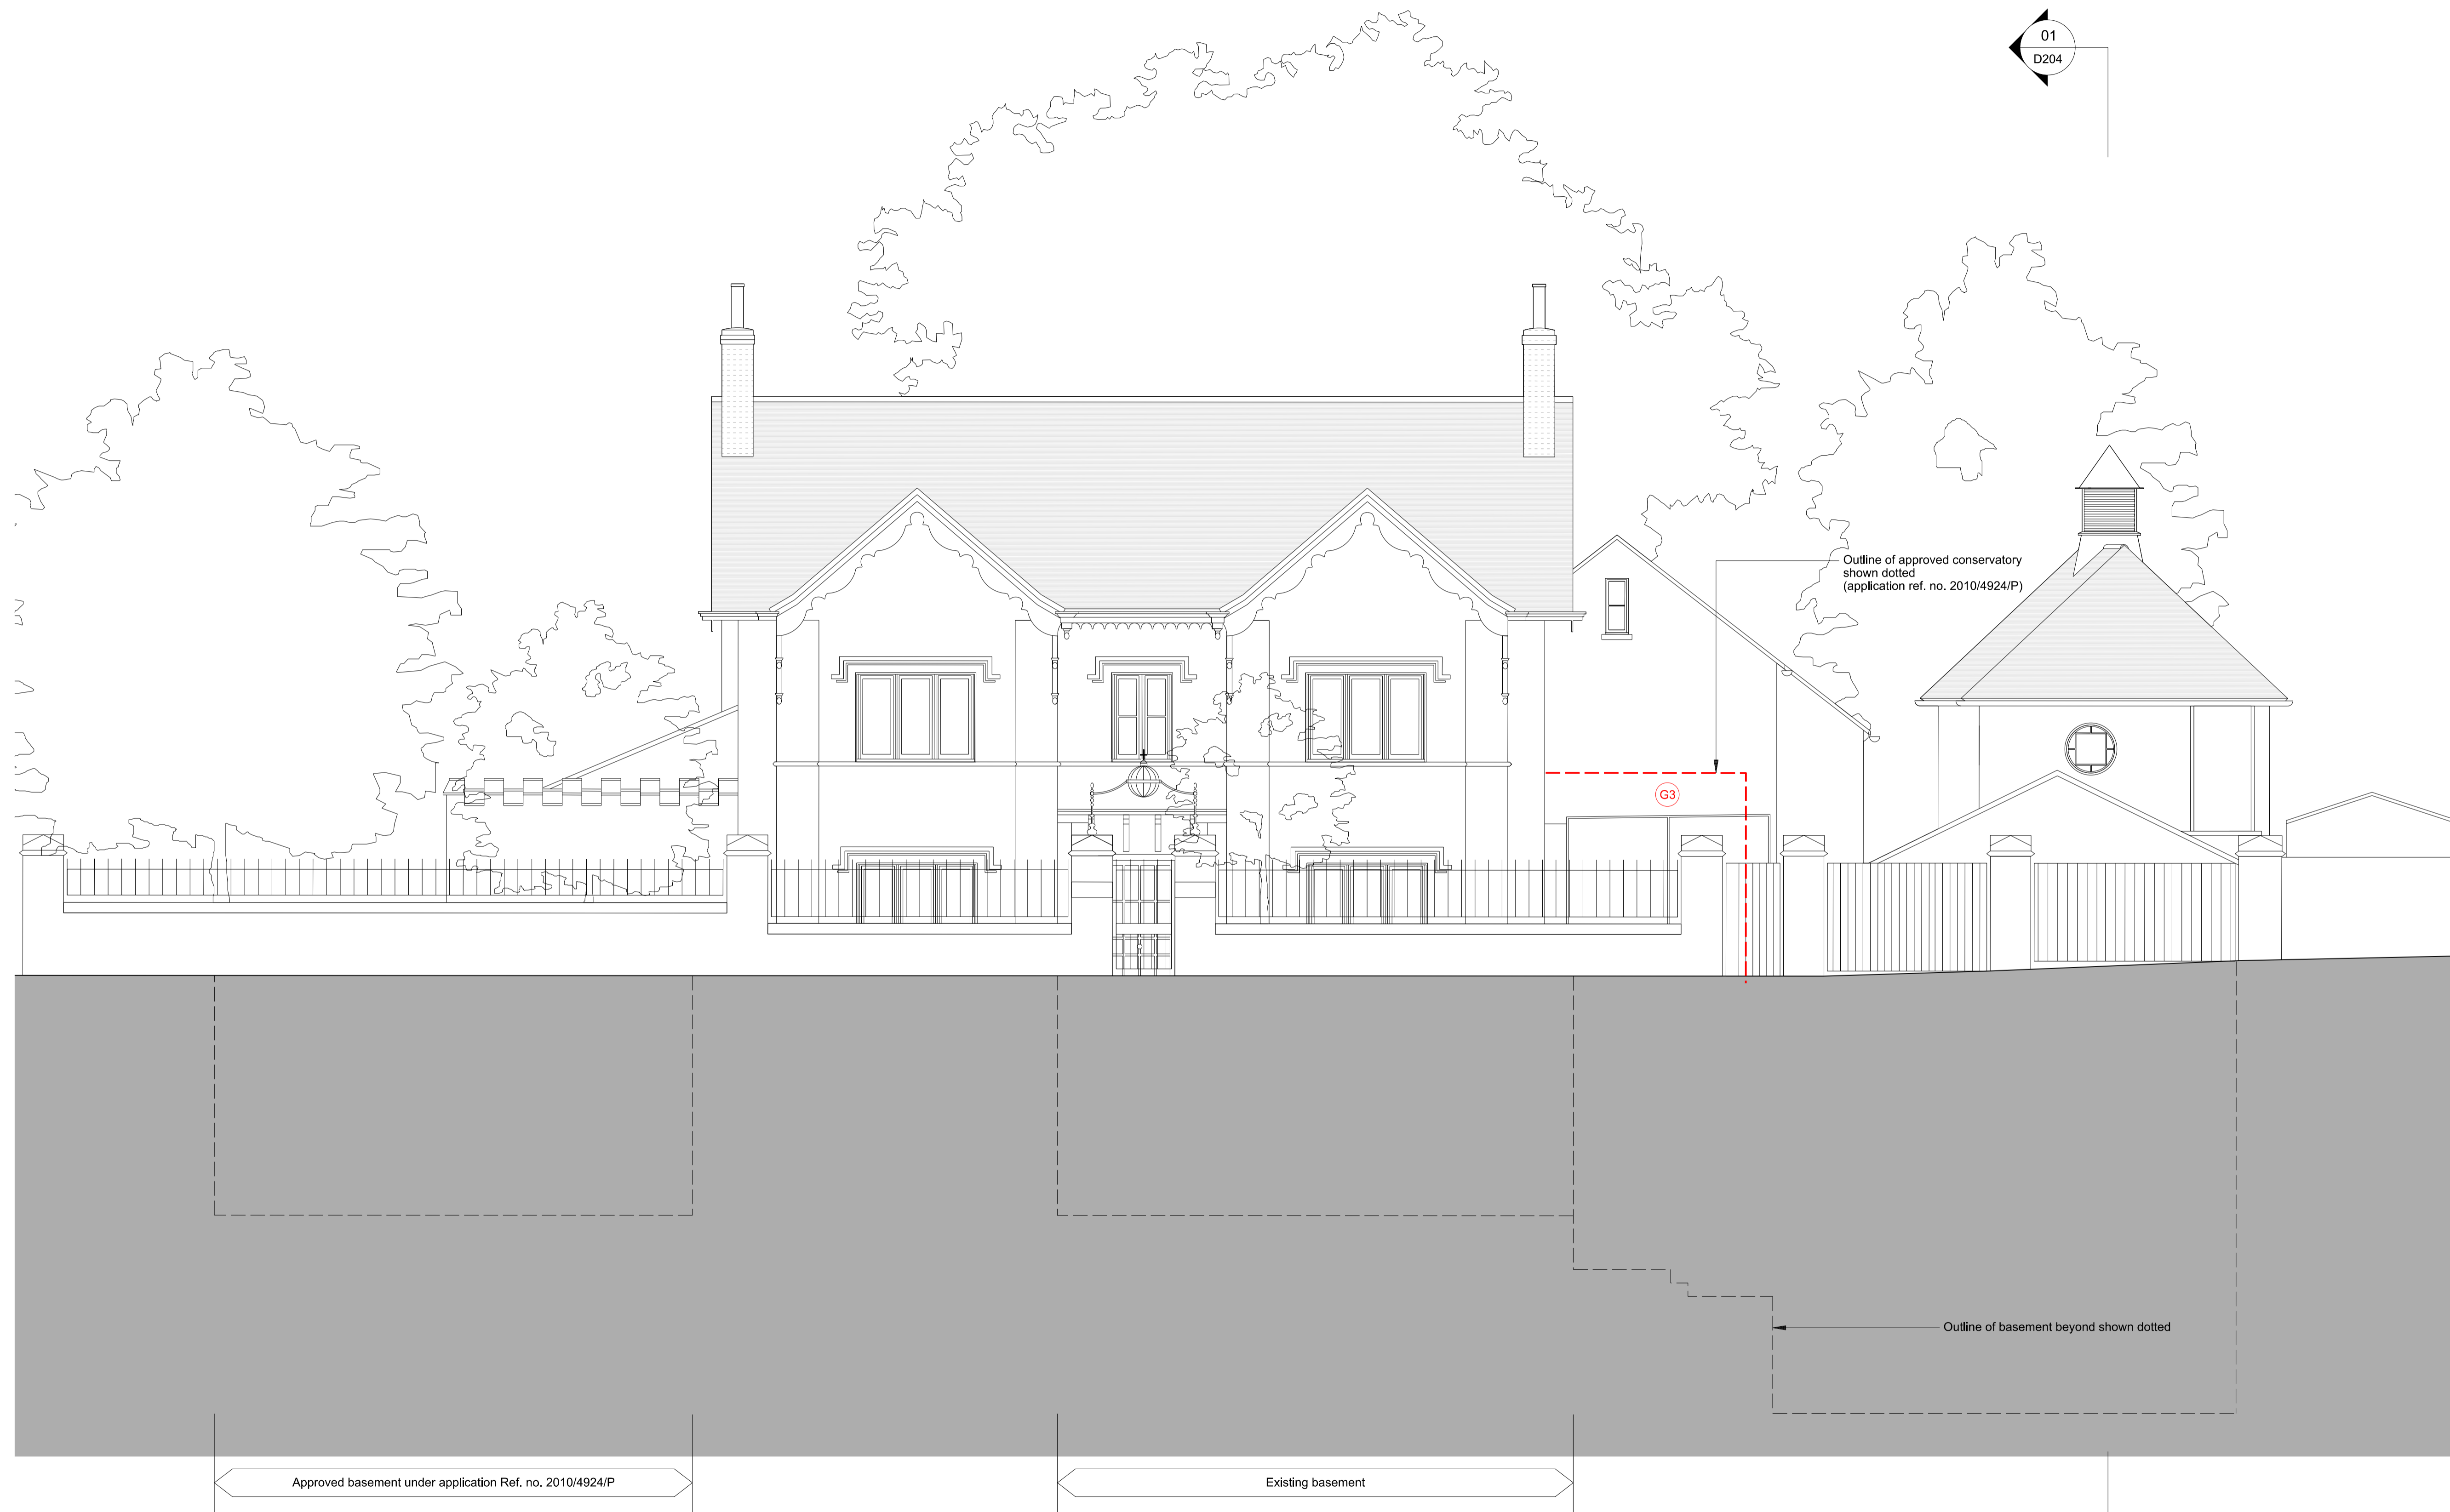 01
D204
Outline of approved conservatory
shown dotted
(application ref. no. 2010/4924/P)
G3
Outline of basement beyond shown dotted
Approved basement under application Ref. no. 2010/4924/P
Existing basement